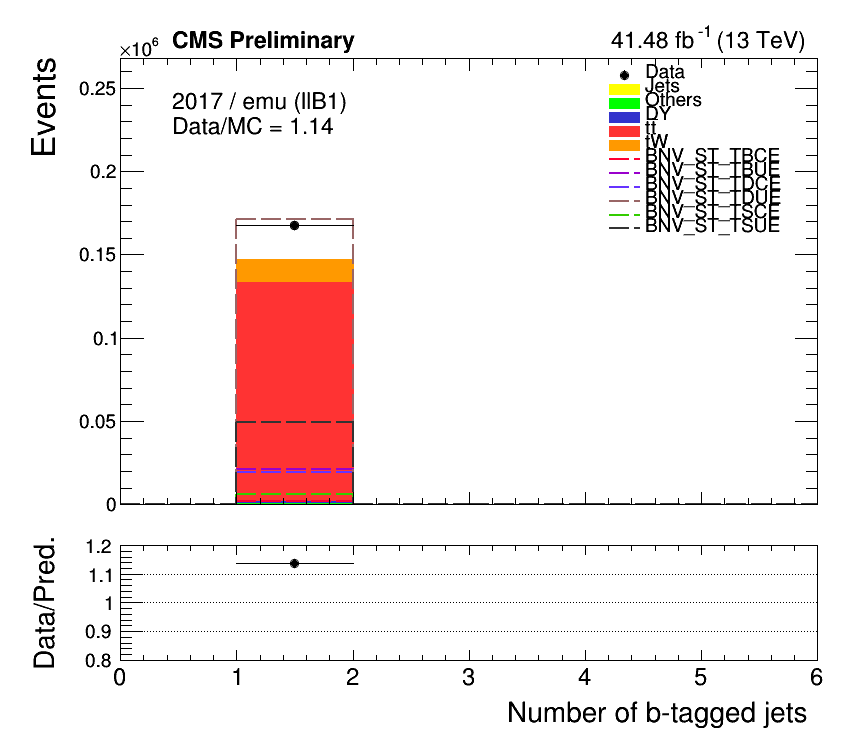 ×10⁶ CMS Preliminary 41.48 fb⁻¹ (13 TeV)
Events
0.25
0.2
0.15
0.1
0.05
0
2017 / emu (llB1)
Data/MC = 1.14
Data
Jets
Others
DY
tt
tW
BNV_ST_TBCE
BNV_ST_TBUE
BNV_ST_TDCE
BNV_ST_TDUE
BNV_ST_TSCE
BNV_ST_TSUE
Data/Pred.
1.2
1.1
1
0.9
0.8
0 1 2 3 4 5 6
Number of b-tagged jets